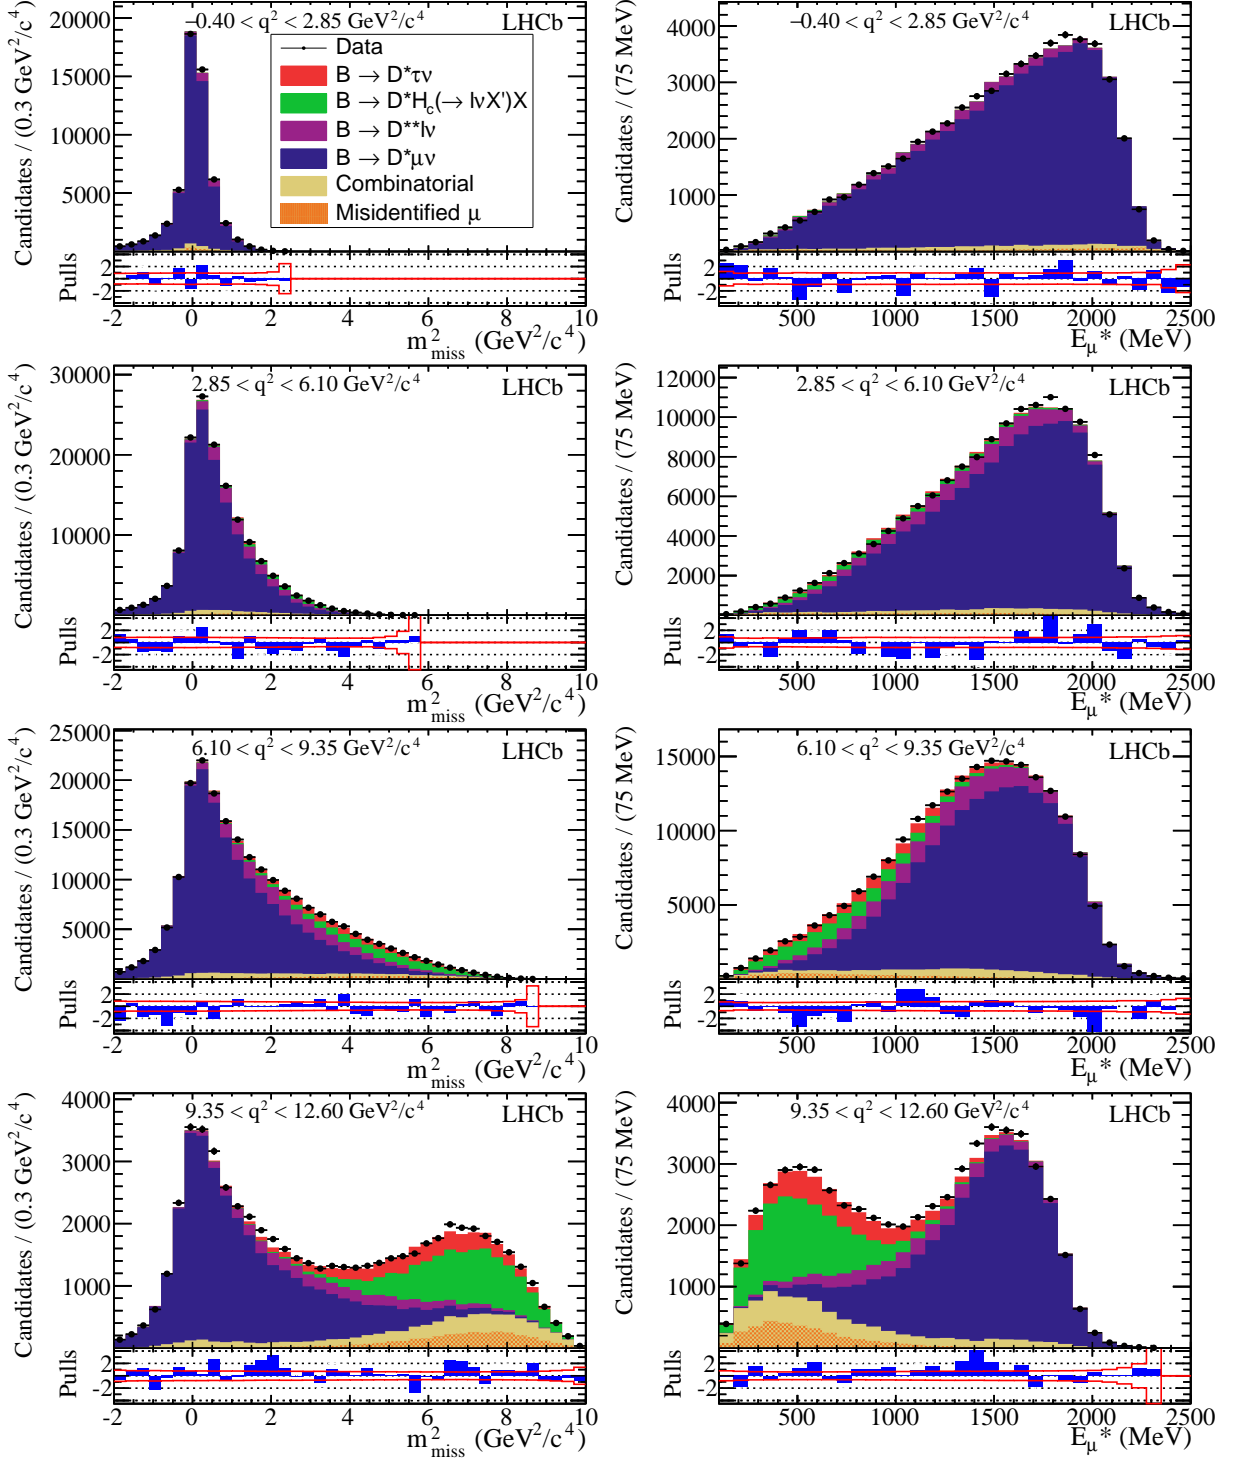 −0.40 < q² < 2.85 GeV²/c⁴
LHCb
Candidates / (0.3 GeV²/c⁴)
20000
15000
10000
5000
Data
B → D*τν
B → D*H_c(→ lνX')X
B → D**lν
B → D*μν
Combinatorial
Misidentified μ
Pulls
2
-2
-2 0 2 4 6 8 10
m²_miss (GeV²/c⁴)
−0.40 < q² < 2.85 GeV²/c⁴
LHCb
Candidates / (75 MeV)
4000
3000
2000
1000
Pulls
2
-2
500 1000 1500 2000 2500
E_μ* (MeV)
2.85 < q² < 6.10 GeV²/c⁴
LHCb
Candidates / (0.3 GeV²/c⁴)
30000
20000
10000
Pulls
2
-2
-2 0 2 4 6 8 10
m²_miss (GeV²/c⁴)
2.85 < q² < 6.10 GeV²/c⁴
LHCb
Candidates / (75 MeV)
12000
10000
8000
6000
4000
2000
Pulls
2
-2
500 1000 1500 2000 2500
E_μ* (MeV)
6.10 < q² < 9.35 GeV²/c⁴
LHCb
Candidates / (0.3 GeV²/c⁴)
25000
20000
15000
10000
5000
Pulls
2
-2
-2 0 2 4 6 8 10
m²_miss (GeV²/c⁴)
6.10 < q² < 9.35 GeV²/c⁴
LHCb
Candidates / (75 MeV)
15000
10000
5000
Pulls
2
-2
500 1000 1500 2000 2500
E_μ* (MeV)
9.35 < q² < 12.60 GeV²/c⁴
LHCb
Candidates / (0.3 GeV²/c⁴)
4000
3000
2000
1000
Pulls
2
-2
-2 0 2 4 6 8 10
m²_miss (GeV²/c⁴)
9.35 < q² < 12.60 GeV²/c⁴
LHCb
Candidates / (75 MeV)
4000
3000
2000
1000
Pulls
2
-2
500 1000 1500 2000 2500
E_μ* (MeV)